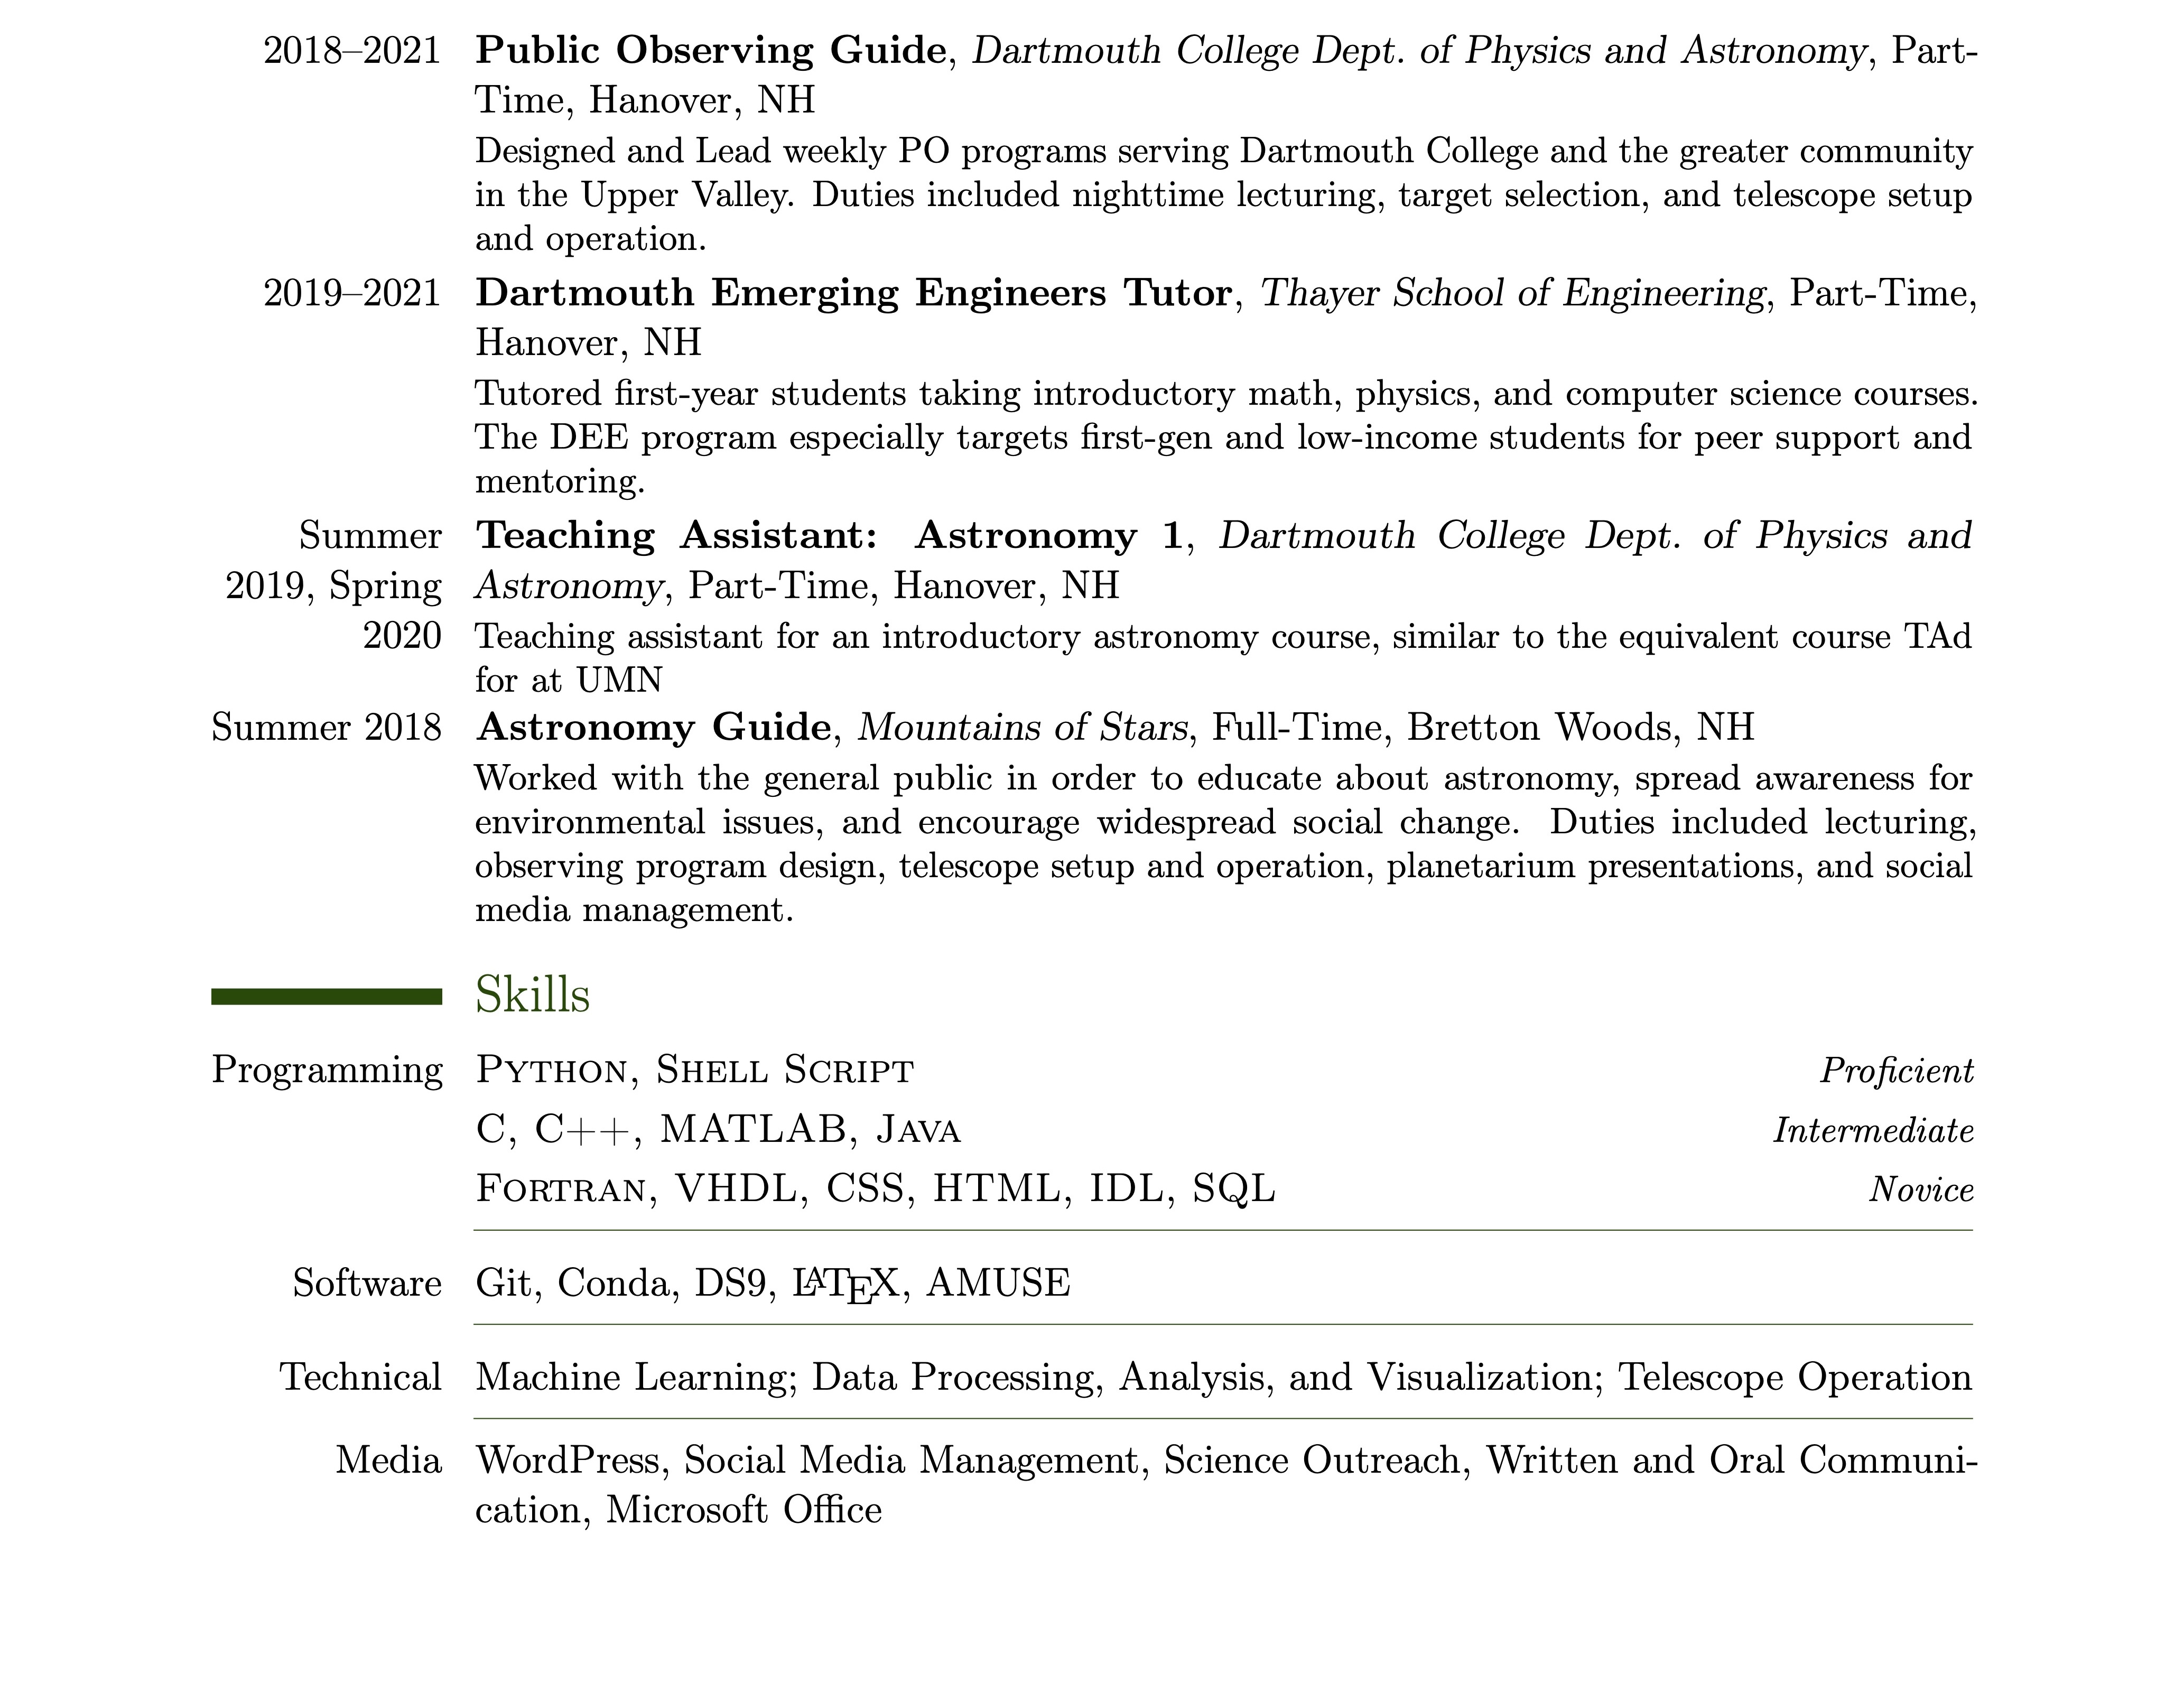 2018–2021 Public Observing Guide, Dartmouth College Dept. of Physics and Astronomy, Part-
Time, Hanover, NH
Designed and Lead weekly PO programs serving Dartmouth College and the greater community
in the Upper Valley. Duties included nighttime lecturing, target selection, and telescope setup
and operation.
2019–2021 Dartmouth Emerging Engineers Tutor, Thayer School of Engineering, Part-Time,
Hanover, NH
Tutored first-year students taking introductory math, physics, and computer science courses.
The DEE program especially targets first-gen and low-income students for peer support and
mentoring.
Summer Teaching Assistant: Astronomy 1, Dartmouth College Dept. of Physics and
2019, Spring Astronomy, Part-Time, Hanover, NH
2020 Teaching assistant for an introductory astronomy course, similar to the equivalent course TAd
for at UMN
Summer 2018 Astronomy Guide, Mountains of Stars, Full-Time, Bretton Woods, NH
Worked with the general public in order to educate about astronomy, spread awareness for
environmental issues, and encourage widespread social change. Duties included lecturing,
observing program design, telescope setup and operation, planetarium presentations, and social
media management.
Skills
Programming Python, Shell Script Proficient
C, C++, MATLAB, Java Intermediate
Fortran, VHDL, CSS, HTML, IDL, SQL Novice
Software Git, Conda, DS9, LATEX, AMUSE
Technical Machine Learning; Data Processing, Analysis, and Visualization; Telescope Operation
Media WordPress, Social Media Management, Science Outreach, Written and Oral Communi-
cation, Microsoft Office